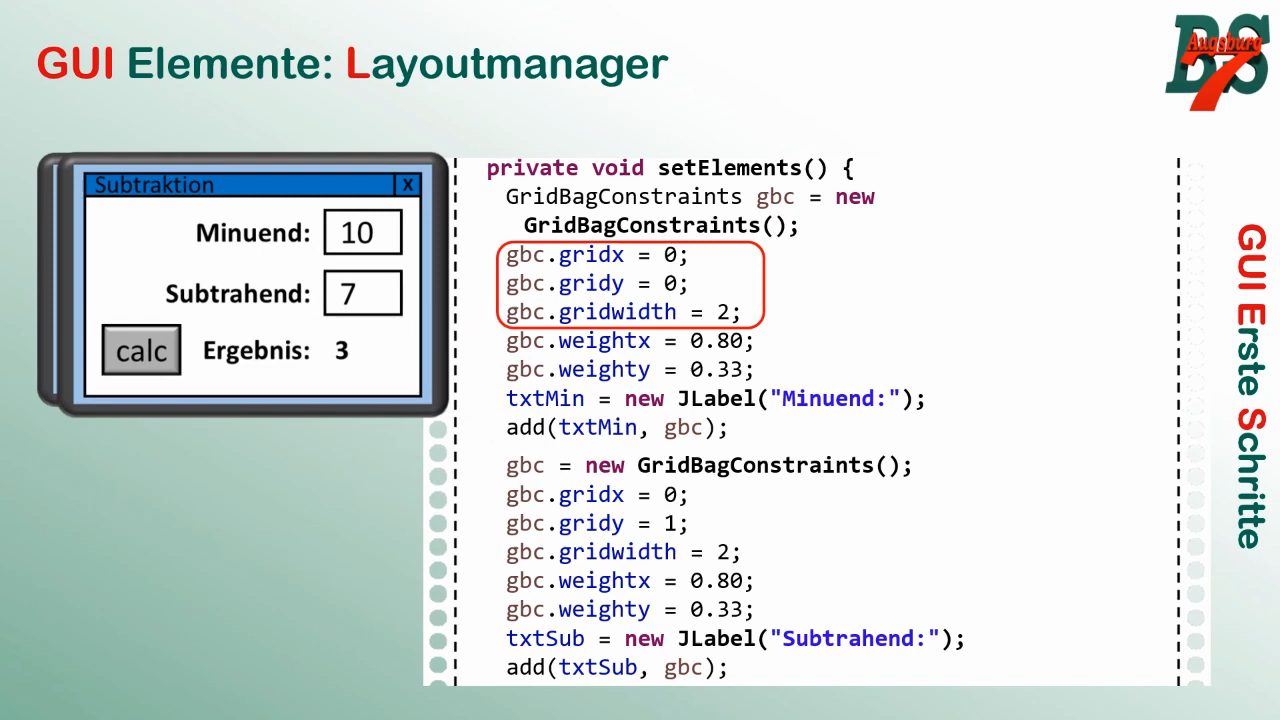 GUI Elemente: Layoutmanager
BS
Augsburg
7
Subtraktion X
Minuend: 10
Subtrahend: 7
calc Ergebnis: 3
private void setElements() {
GridBagConstraints gbc = new
GridBagConstraints();
gbc.gridx = 0;
gbc.gridy = 0;
gbc.gridwidth = 2;
gbc.weightx = 0.80;
gbc.weighty = 0.33;
txtMin = new JLabel("Minuend:");
add(txtMin, gbc);
gbc = new GridBagConstraints();
gbc.gridx = 0;
gbc.gridy = 1;
gbc.gridwidth = 2;
gbc.weightx = 0.80;
gbc.weighty = 0.33;
txtSub = new JLabel("Subtrahend:");
add(txtSub, gbc);
GUI Erste Schritte